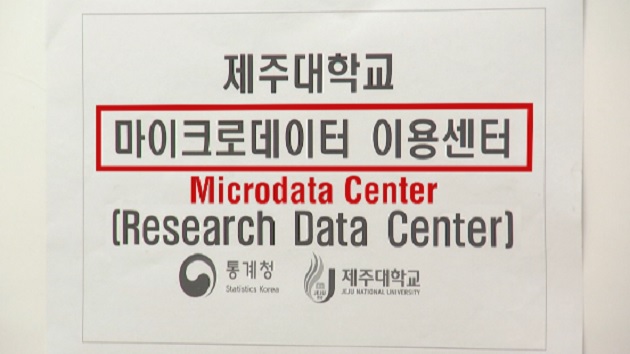 제주대학교
마이크로데이터 이용센터
Microdata Center
(Research Data Center)
통계청
Statistics Korea
제주대학교
JEJU NATIONAL UNIVERSITY